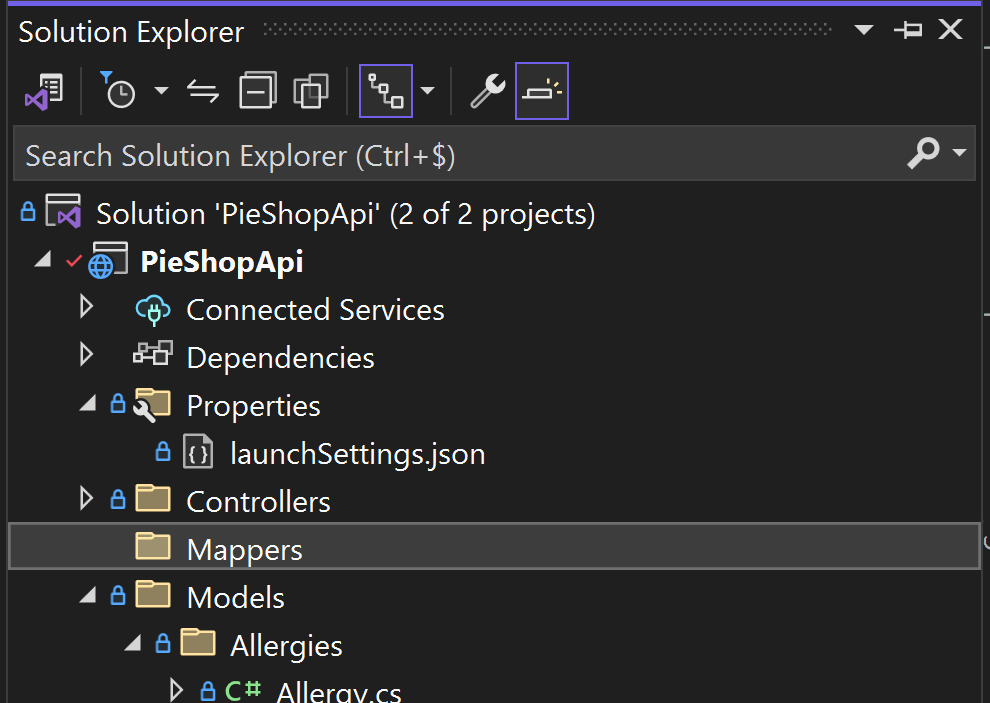 Solution Explorer
Search Solution Explorer (Ctrl+$)
Solution 'PieShopApi' (2 of 2 projects)
PieShopApi
Connected Services
Dependencies
Properties
launchSettings.json
Controllers
Mappers
Models
Allergies
C# Allergy.cs